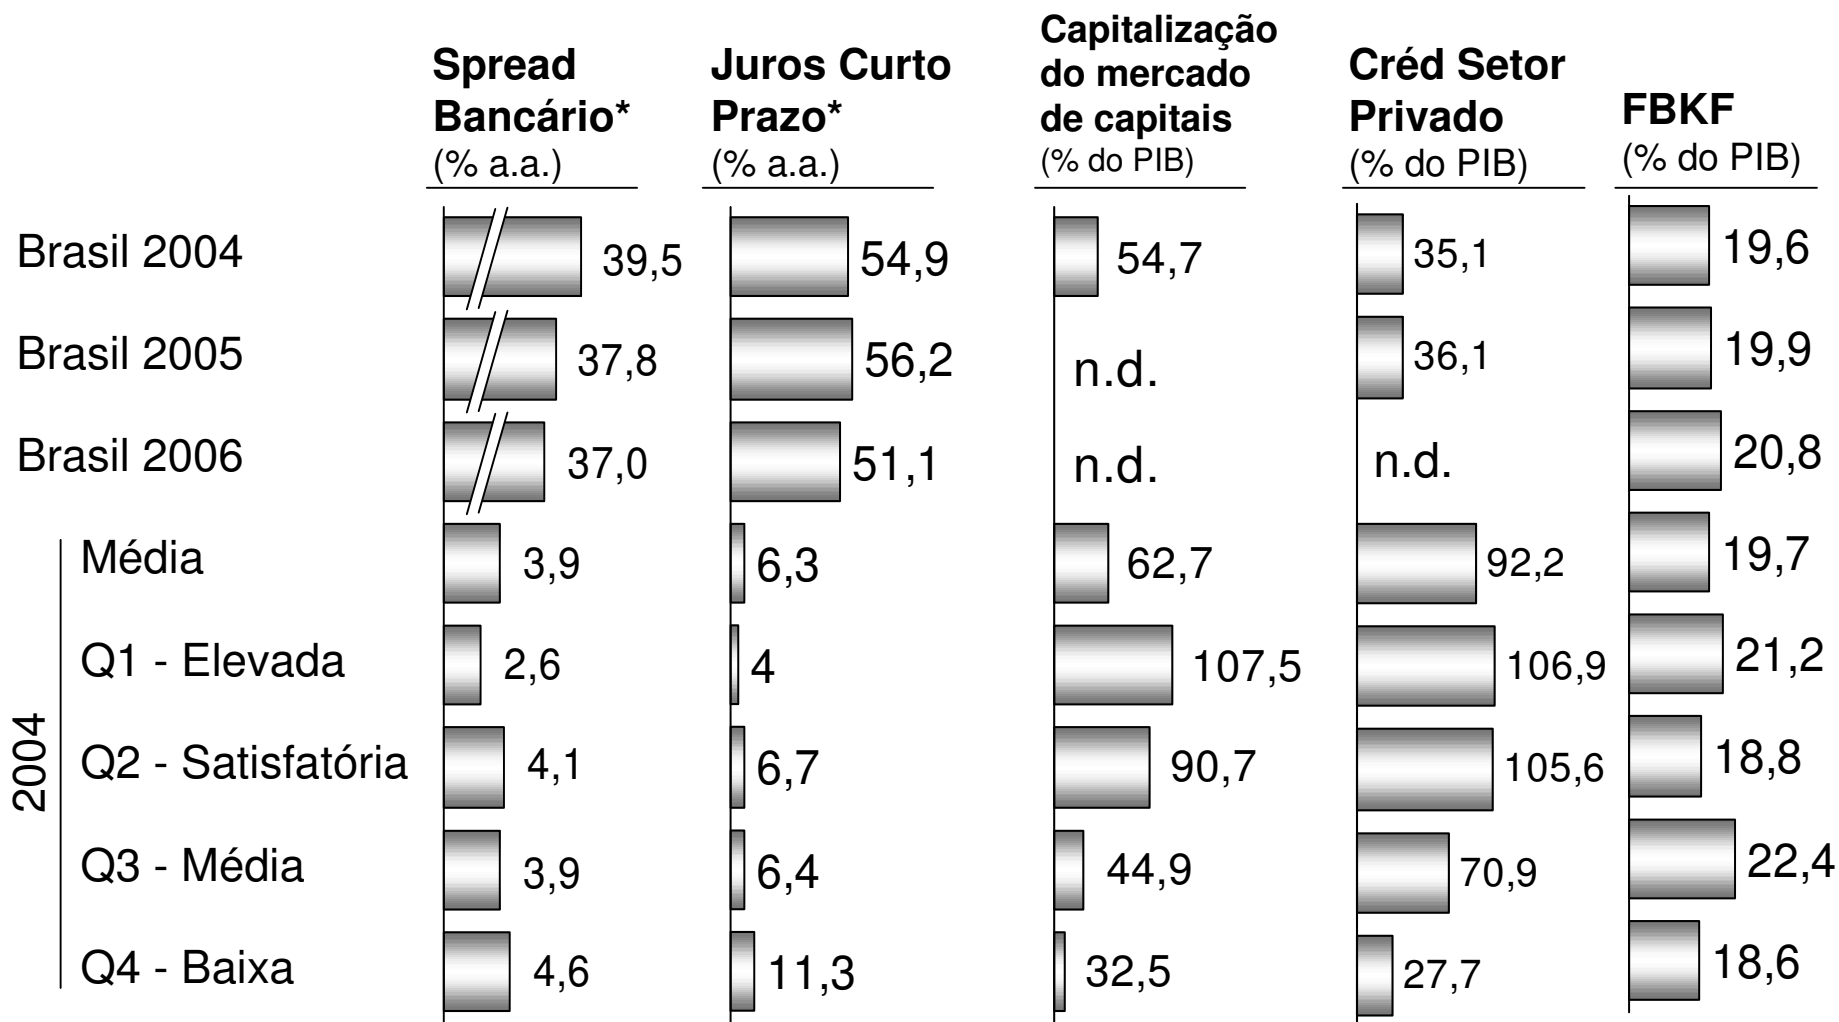 Spread
Bancário*
(% a.a.)
Juros Curto
Prazo*
(% a.a.)
Capitalização
do mercado
de capitais
(% do PIB)
Créd Setor
Privado
(% do PIB)
FBKF
(% do PIB)
Brasil 2004 39,5 54,9 54,7 35,1 19,6
Brasil 2005 37,8 56,2 n.d. 36,1 19,9
Brasil 2006 37,0 51,1 n.d. n.d. 20,8
2004
Média 3,9 6,3 62,7 92,2 19,7
Q1 - Elevada 2,6 4 107,5 106,9 21,2
Q2 - Satisfatória 4,1 6,7 90,7 105,6 18,8
Q3 - Média 3,9 6,4 44,9 70,9 22,4
Q4 - Baixa 4,6 11,3 32,5 27,7 18,6